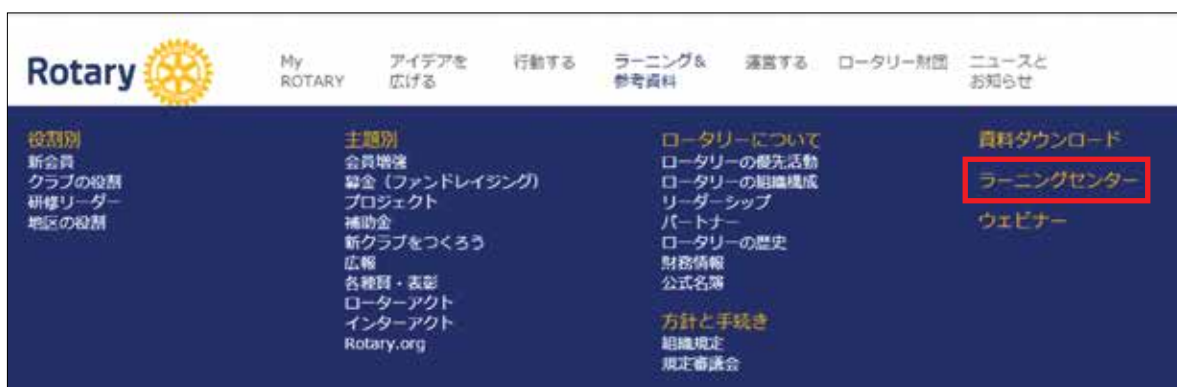 Rotary
My
ROTARY
アイデアを
広げる
行動する
ラーニング&
参考資料
運営する
ロータリー財団
ニュースと
お知らせ
役割別
新会員
クラブの役割
研修リーダー
地区の役割
主題別
会員増強
募金（ファンドレイジング）
プロジェクト
補助金
新クラブをつくろう
広報
各種賞・表彰
ローターアクト
インターアクト
Rotary.org
ロータリーについて
ロータリーの優先活動
ロータリーの組織構成
リーダーシップ
パートナー
ロータリーの歴史
財務情報
公式名簿
方針と手続き
組織規定
規定審議会
資料ダウンロード
ラーニングセンター
ウェビナー